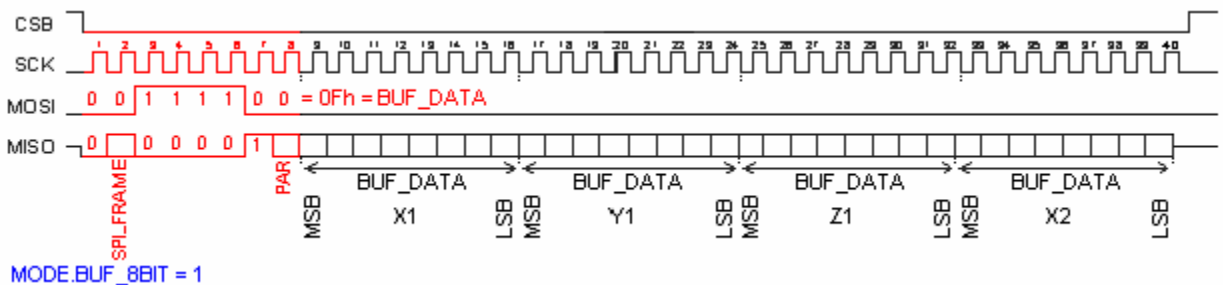 CSB
SCK 1 2 3 4 5 6 7 8 9 10 11 12 13 14 15 16 17 18 19 20 21 22 23 24 25 26 27 28 29 30 31 32 33 34 35 36 37 38 39 40
MOSI 0 0 1 1 1 1 0 0 = 0Fh = BUF_DATA
MISO 0 0 0 0 0 1
SPI_FRAME
PAR
BUF_DATA BUF_DATA BUF_DATA BUF_DATA
MSB X1 LSB MSB Y1 LSB MSB Z1 LSB MSB X2 LSB
MODE.BUF_8BIT = 1